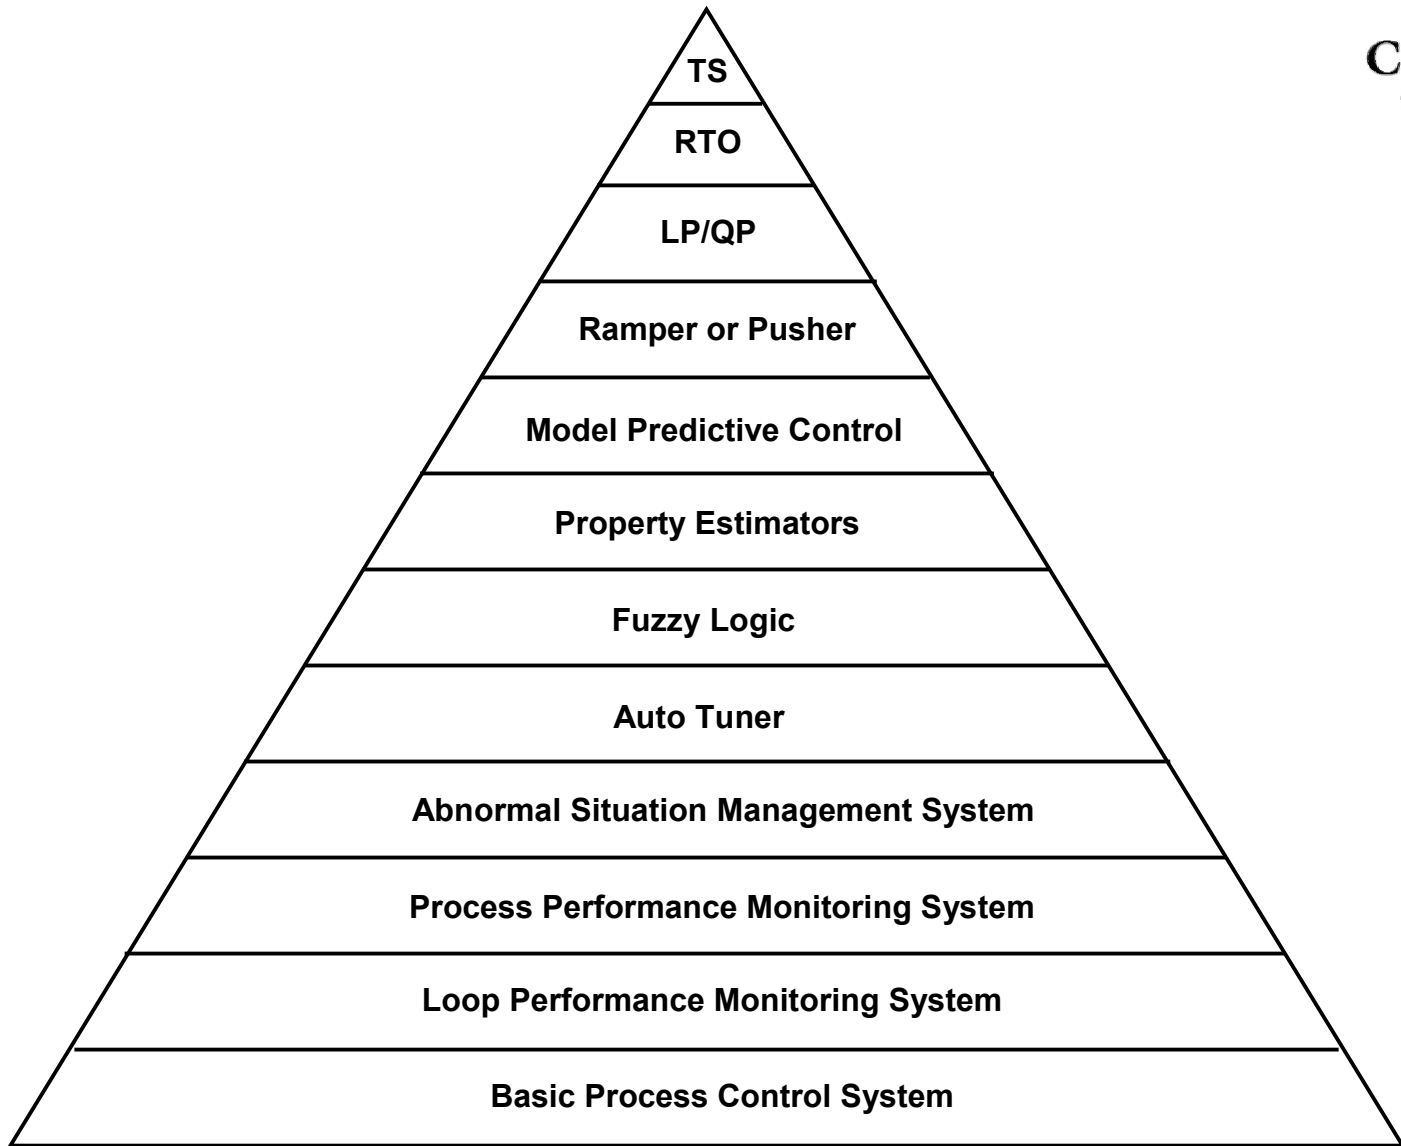 TS
C
RTO
LP/QP
Ramper or Pusher
Model Predictive Control
Property Estimators
Fuzzy Logic
Auto Tuner
Abnormal Situation Management System
Process Performance Monitoring System
Loop Performance Monitoring System
Basic Process Control System